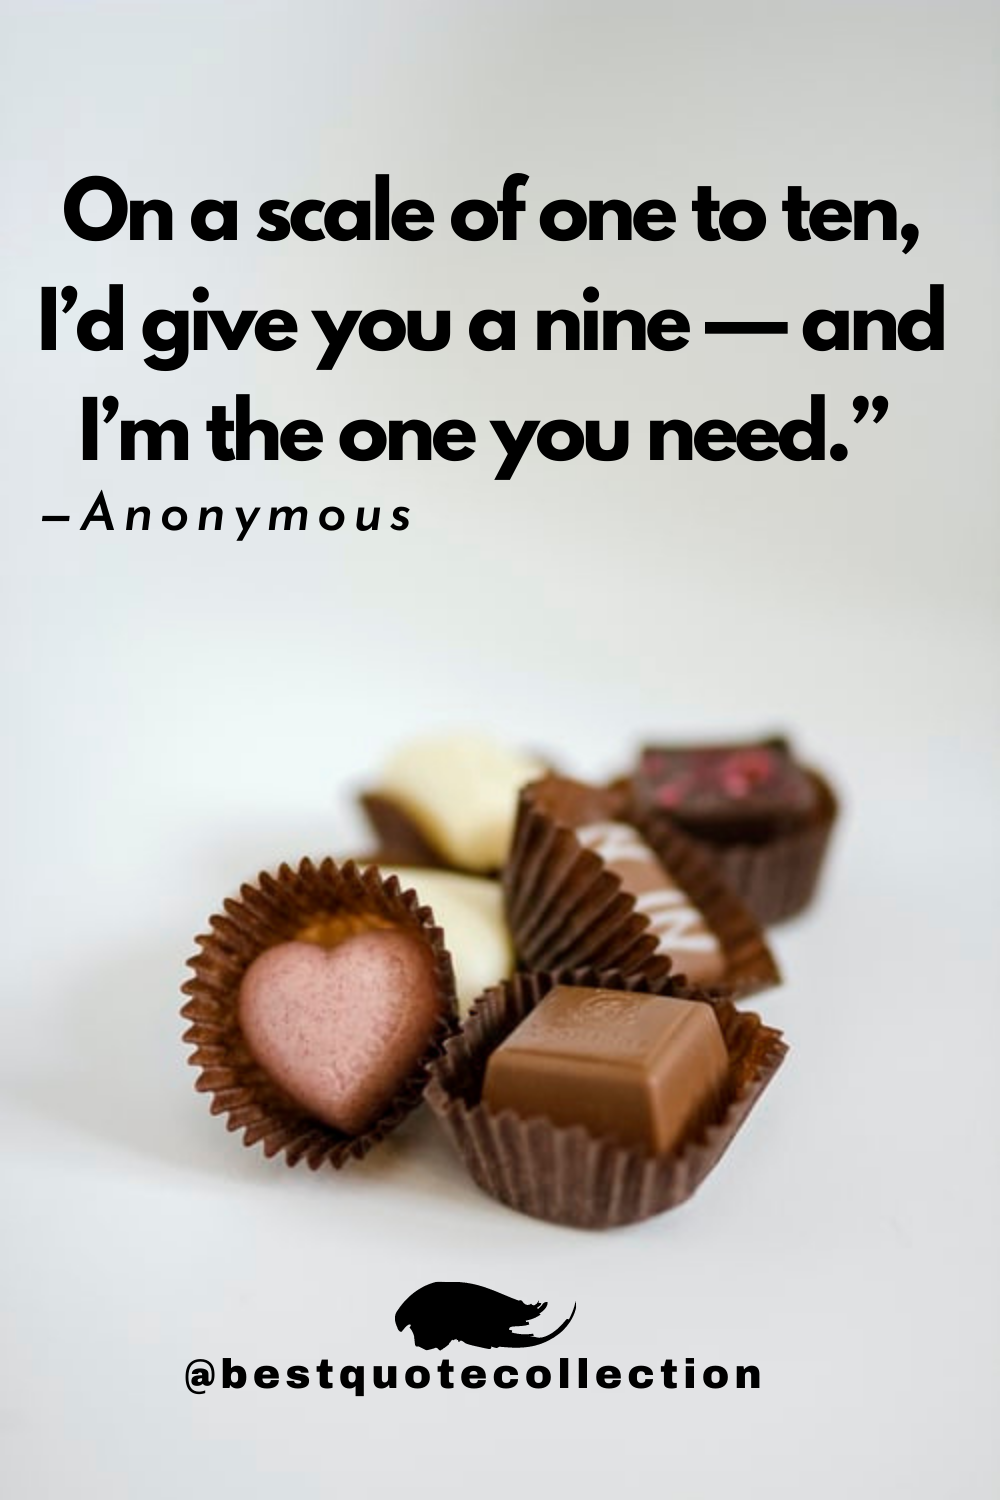 On a scale of one to ten,
I’d give you a nine — and
I’m the one you need.”
– Anonymous
@bestquotecollection